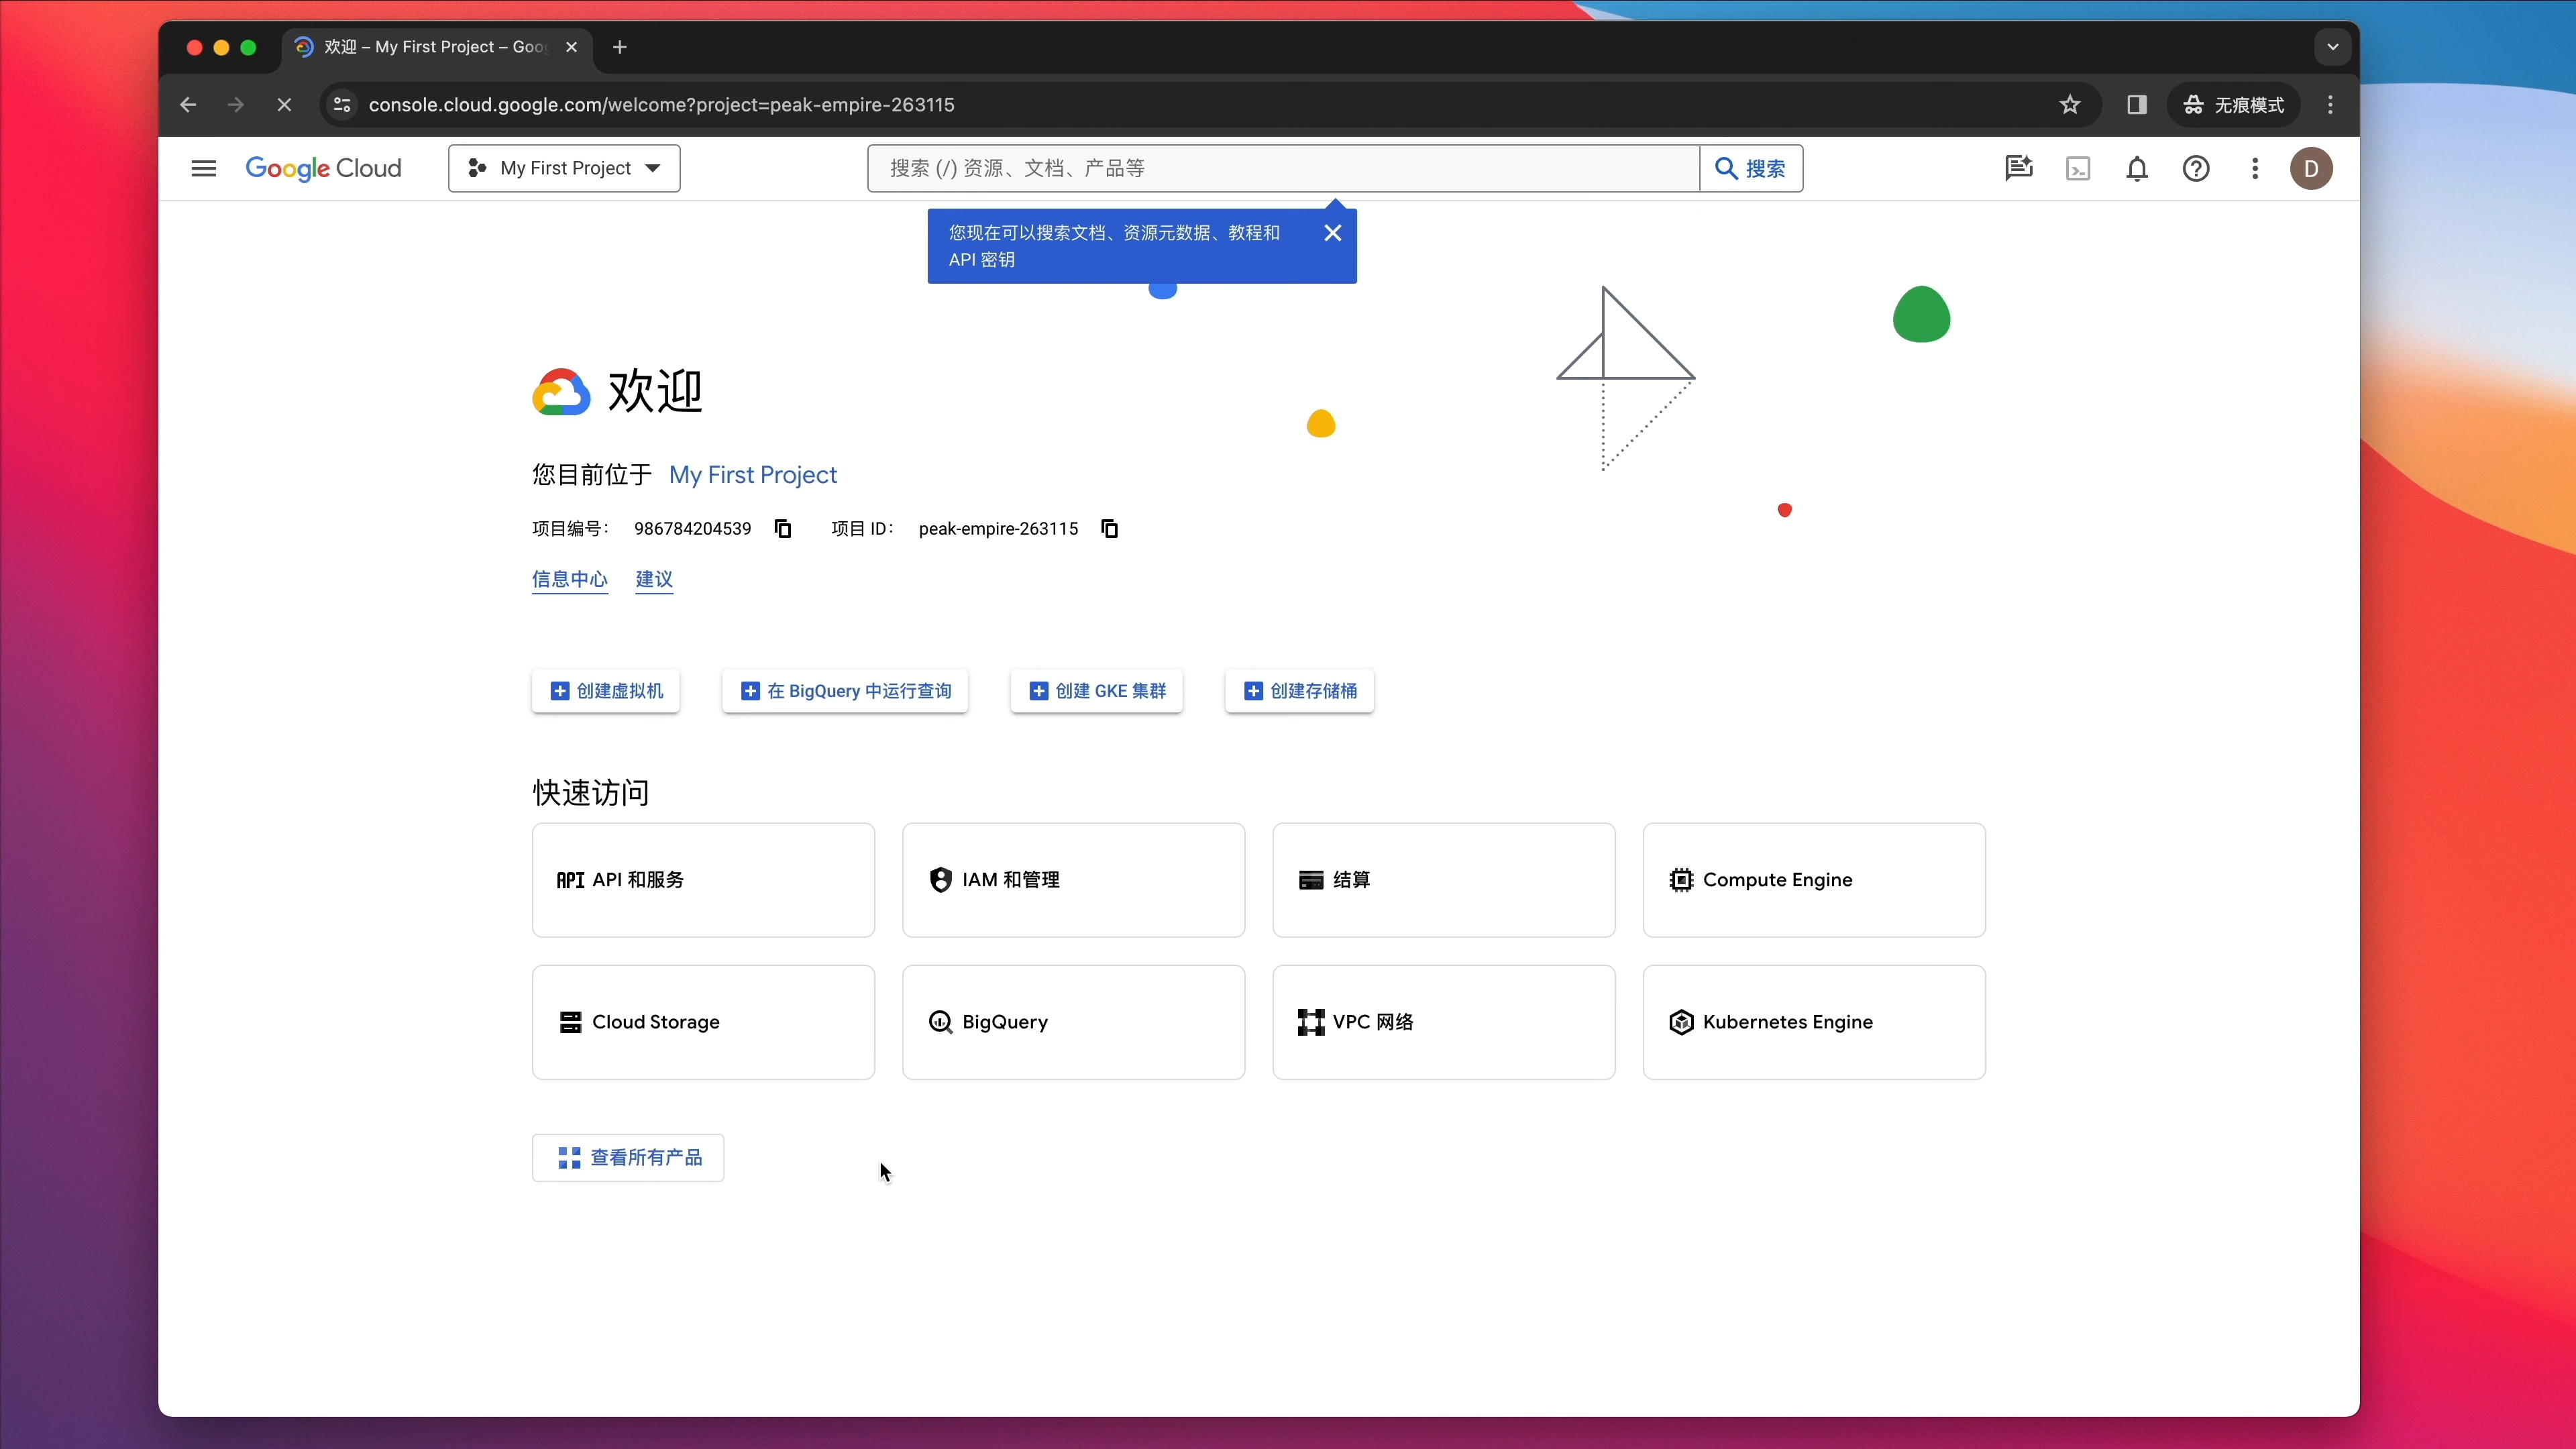 欢迎 – My First Project – Goo
console.cloud.google.com/welcome?project=peak-empire-263115
无痕模式
Google Cloud
My First Project
搜索 (/) 资源、文档、产品等
搜索
D
您现在可以搜索文档、资源元数据、教程和
API 密钥
欢迎
您目前位于 My First Project
项目编号： 986784204539 项目 ID： peak-empire-263115
信息中心 建议
创建虚拟机 在 BigQuery 中运行查询 创建 GKE 集群 创建存储桶
快速访问
API API 和服务 IAM 和管理 结算 Compute Engine
Cloud Storage BigQuery VPC 网络 Kubernetes Engine
查看所有产品